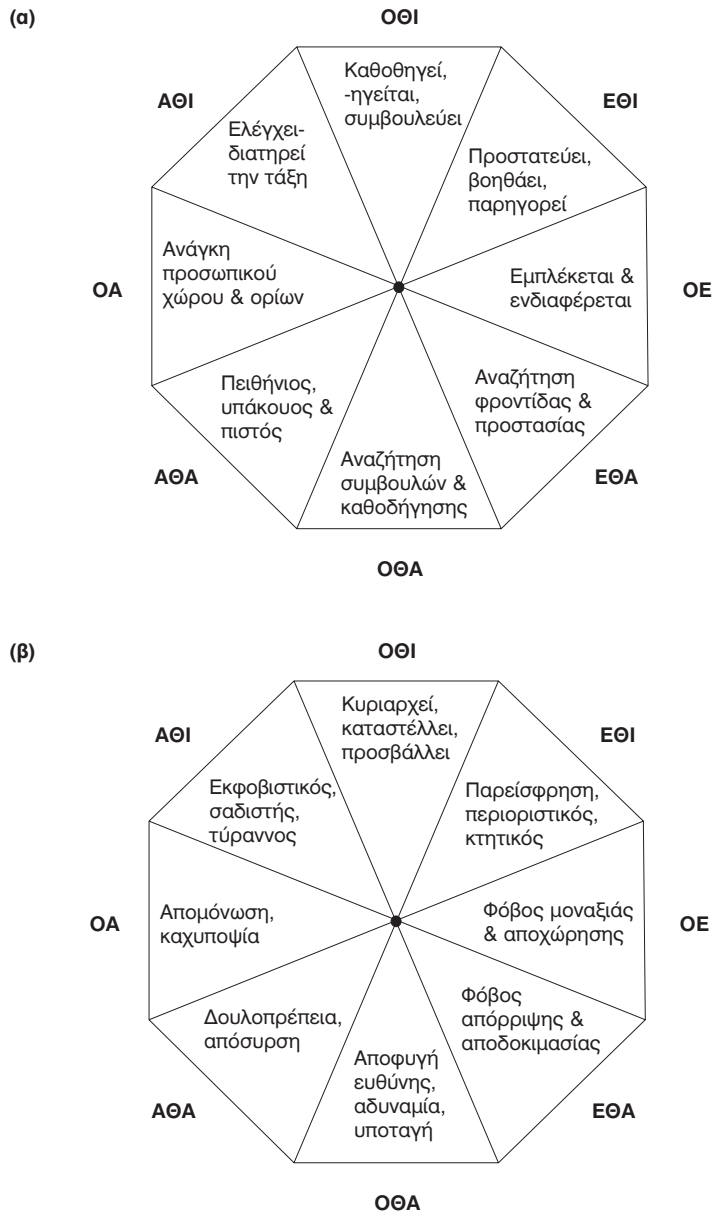 (α)
ΟΘΙ
ΑΘΙ
ΕΘΙ
Καθοθηγεί,
-ηγείται,
συμβουλεύει
Ελέγχει-
διατηρεί
την τάξη
Προστατεύει,
βοηθάει,
παρηγορεί
ΟΑ
Ανάγκη
προσωπικού
χώρου & ορίων
Εμπλέκεται &
ενδιαφέρεται
ΟΕ
Πειθήνιος,
υπάκουος &
πιστός
Αναζήτηση
φροντίδας &
προστασίας
Αναζήτηση
συμβουλών &
καθοδήγησης
ΑΘΑ
ΕΘΑ
ΟΘΑ
(β)
ΟΘΙ
ΑΘΙ
ΕΘΙ
Κυριαρχεί,
καταστέλλει,
προσβάλλει
Εκφοβιστικός,
σαδιστής,
τύραννος
Παρείσφρηση,
περιοριστικός,
κτητικός
ΟΑ
Απομόνωση,
καχυποψία
Φόβος μοναξιάς
& αποχώρησης
ΟΕ
Δουλοπρέπεια,
απόσυρση
Φόβος
απόρριψης &
αποδοκιμασίας
Αποφυγή
ευθύνης,
αδυναμία,
υποταγή
ΑΘΑ
ΕΘΑ
ΟΘΑ